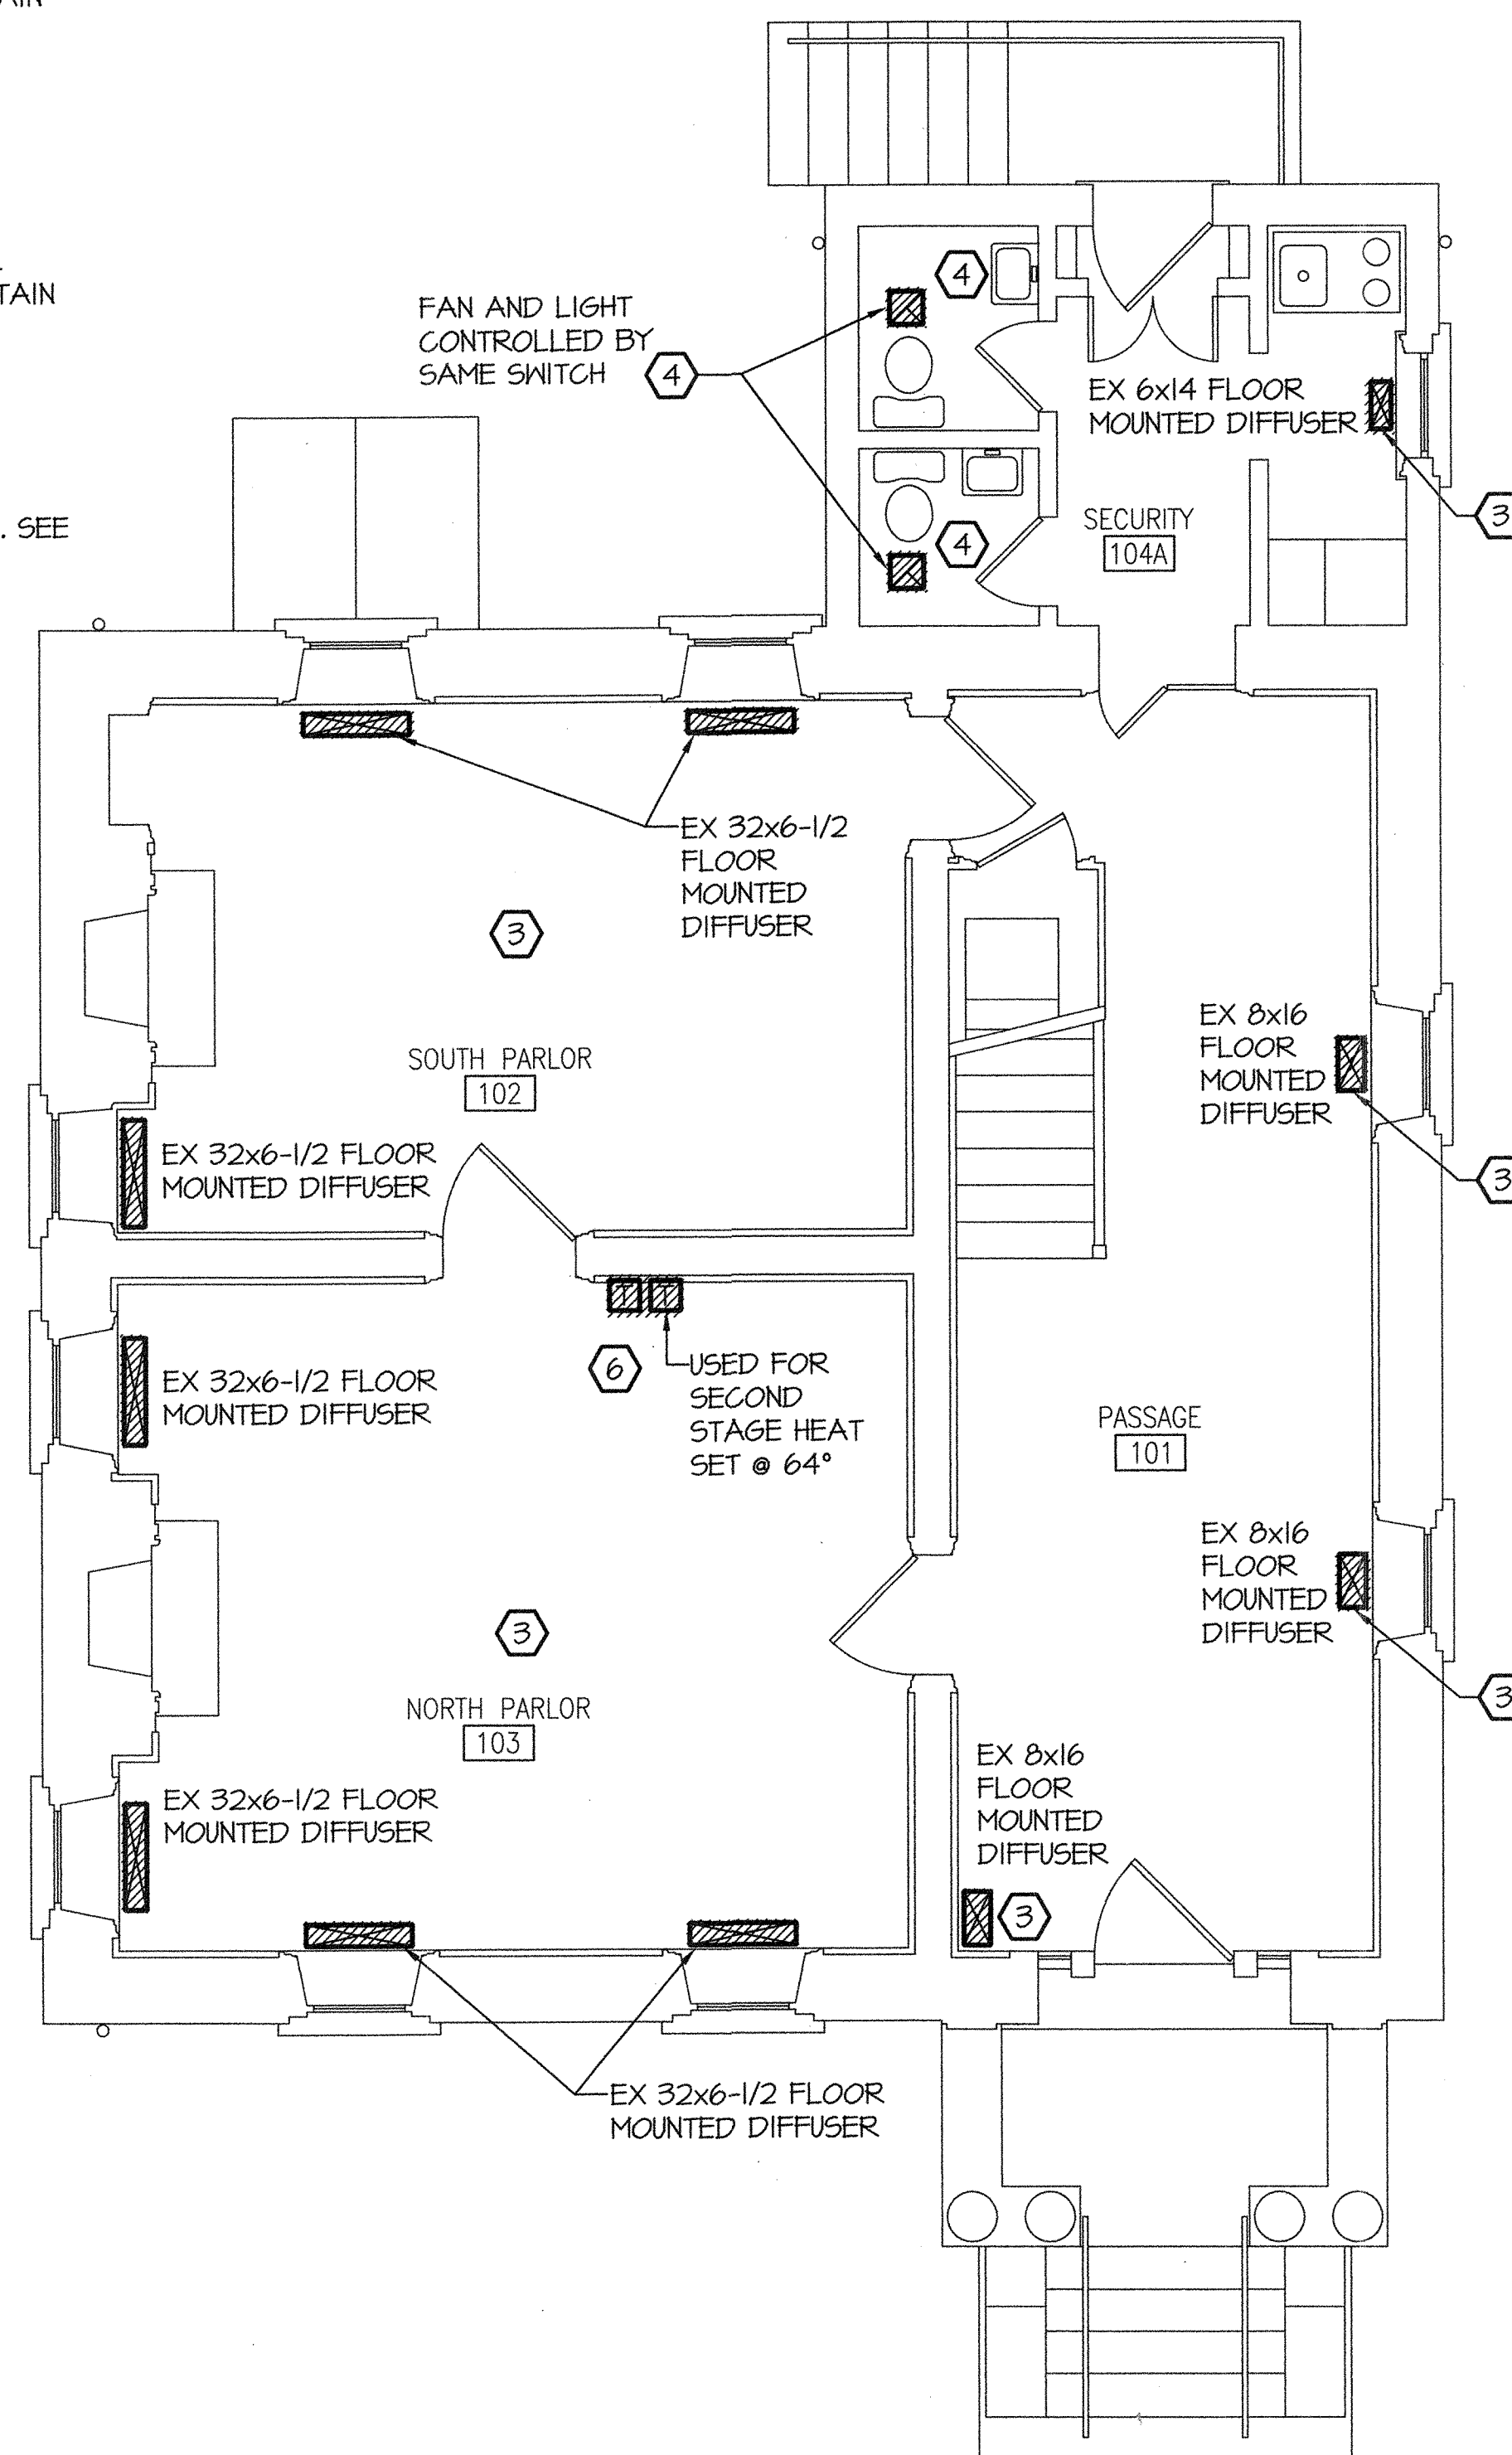 TAIN
. SEE
FAN AND LIGHT
CONTROLLED BY
SAME SWITCH
4
4
4
EX 6x14 FLOOR
MOUNTED DIFFUSER
3
SECURITY
104A
EX 32x6-1/2
FLOOR
MOUNTED
DIFFUSER
3
SOUTH PARLOR
102
EX 8x16
FLOOR
MOUNTED
DIFFUSER
3
EX 32x6-1/2 FLOOR
MOUNTED DIFFUSER
EX 32x6-1/2 FLOOR
MOUNTED DIFFUSER
T T
6
USED FOR
SECOND
STAGE HEAT
SET @ 64°
PASSAGE
101
EX 8x16
FLOOR
MOUNTED
DIFFUSER
3
3
NORTH PARLOR
103
EX 32x6-1/2 FLOOR
MOUNTED DIFFUSER
EX 8x16
FLOOR
MOUNTED
DIFFUSER
3
EX 32x6-1/2 FLOOR
MOUNTED DIFFUSER